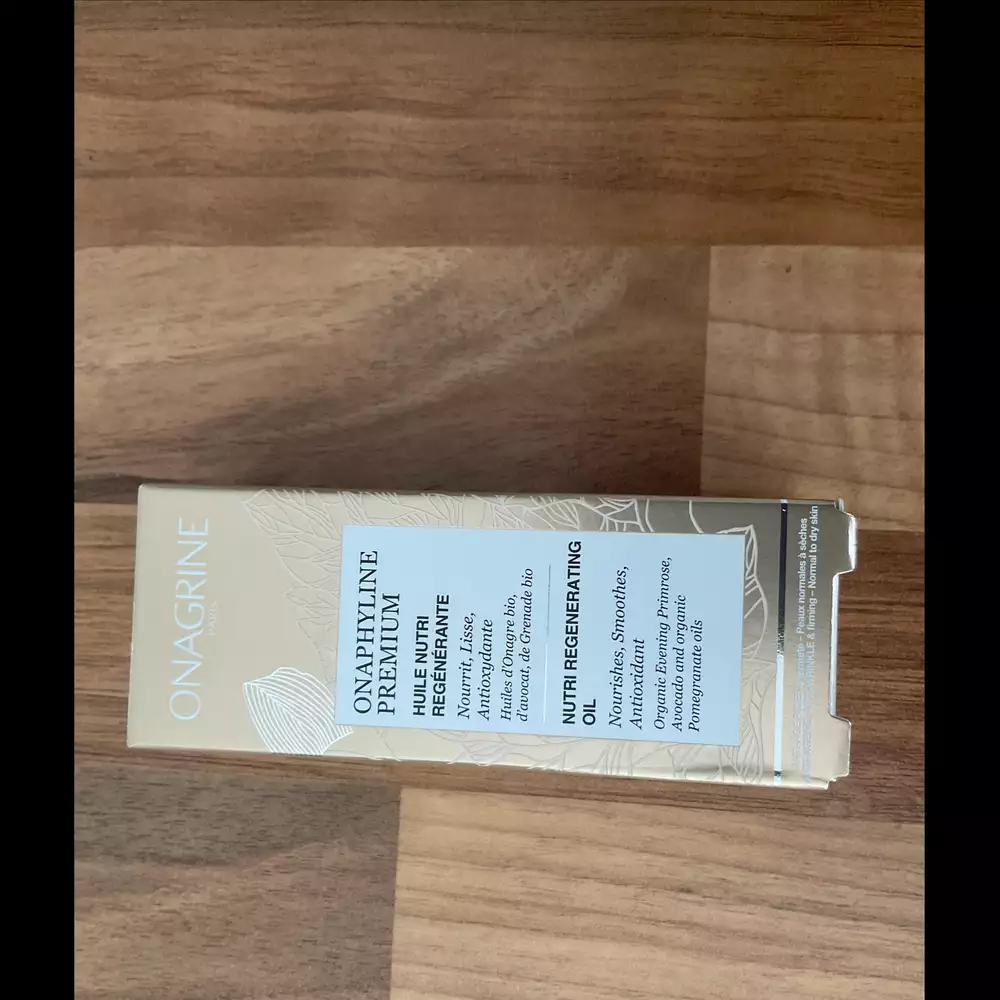 ONAGRINE
PARIS
ONAPHYLINE
PREMIUM
HUILE NUTRI
REGÉNÉRANTE
Nourrit, Lisse,
Antioxydante
Huiles d'Onagre bio,
d'avocat, de Grenade bio
NUTRI REGENERATING
OIL
Nourishes, Smoothes,
Antioxidant
Organic Evening Primrose,
Avocado and organic
Pomegranate oils
– Peaux normales à sèches
WRINKLE & firming – Normal to dry skin